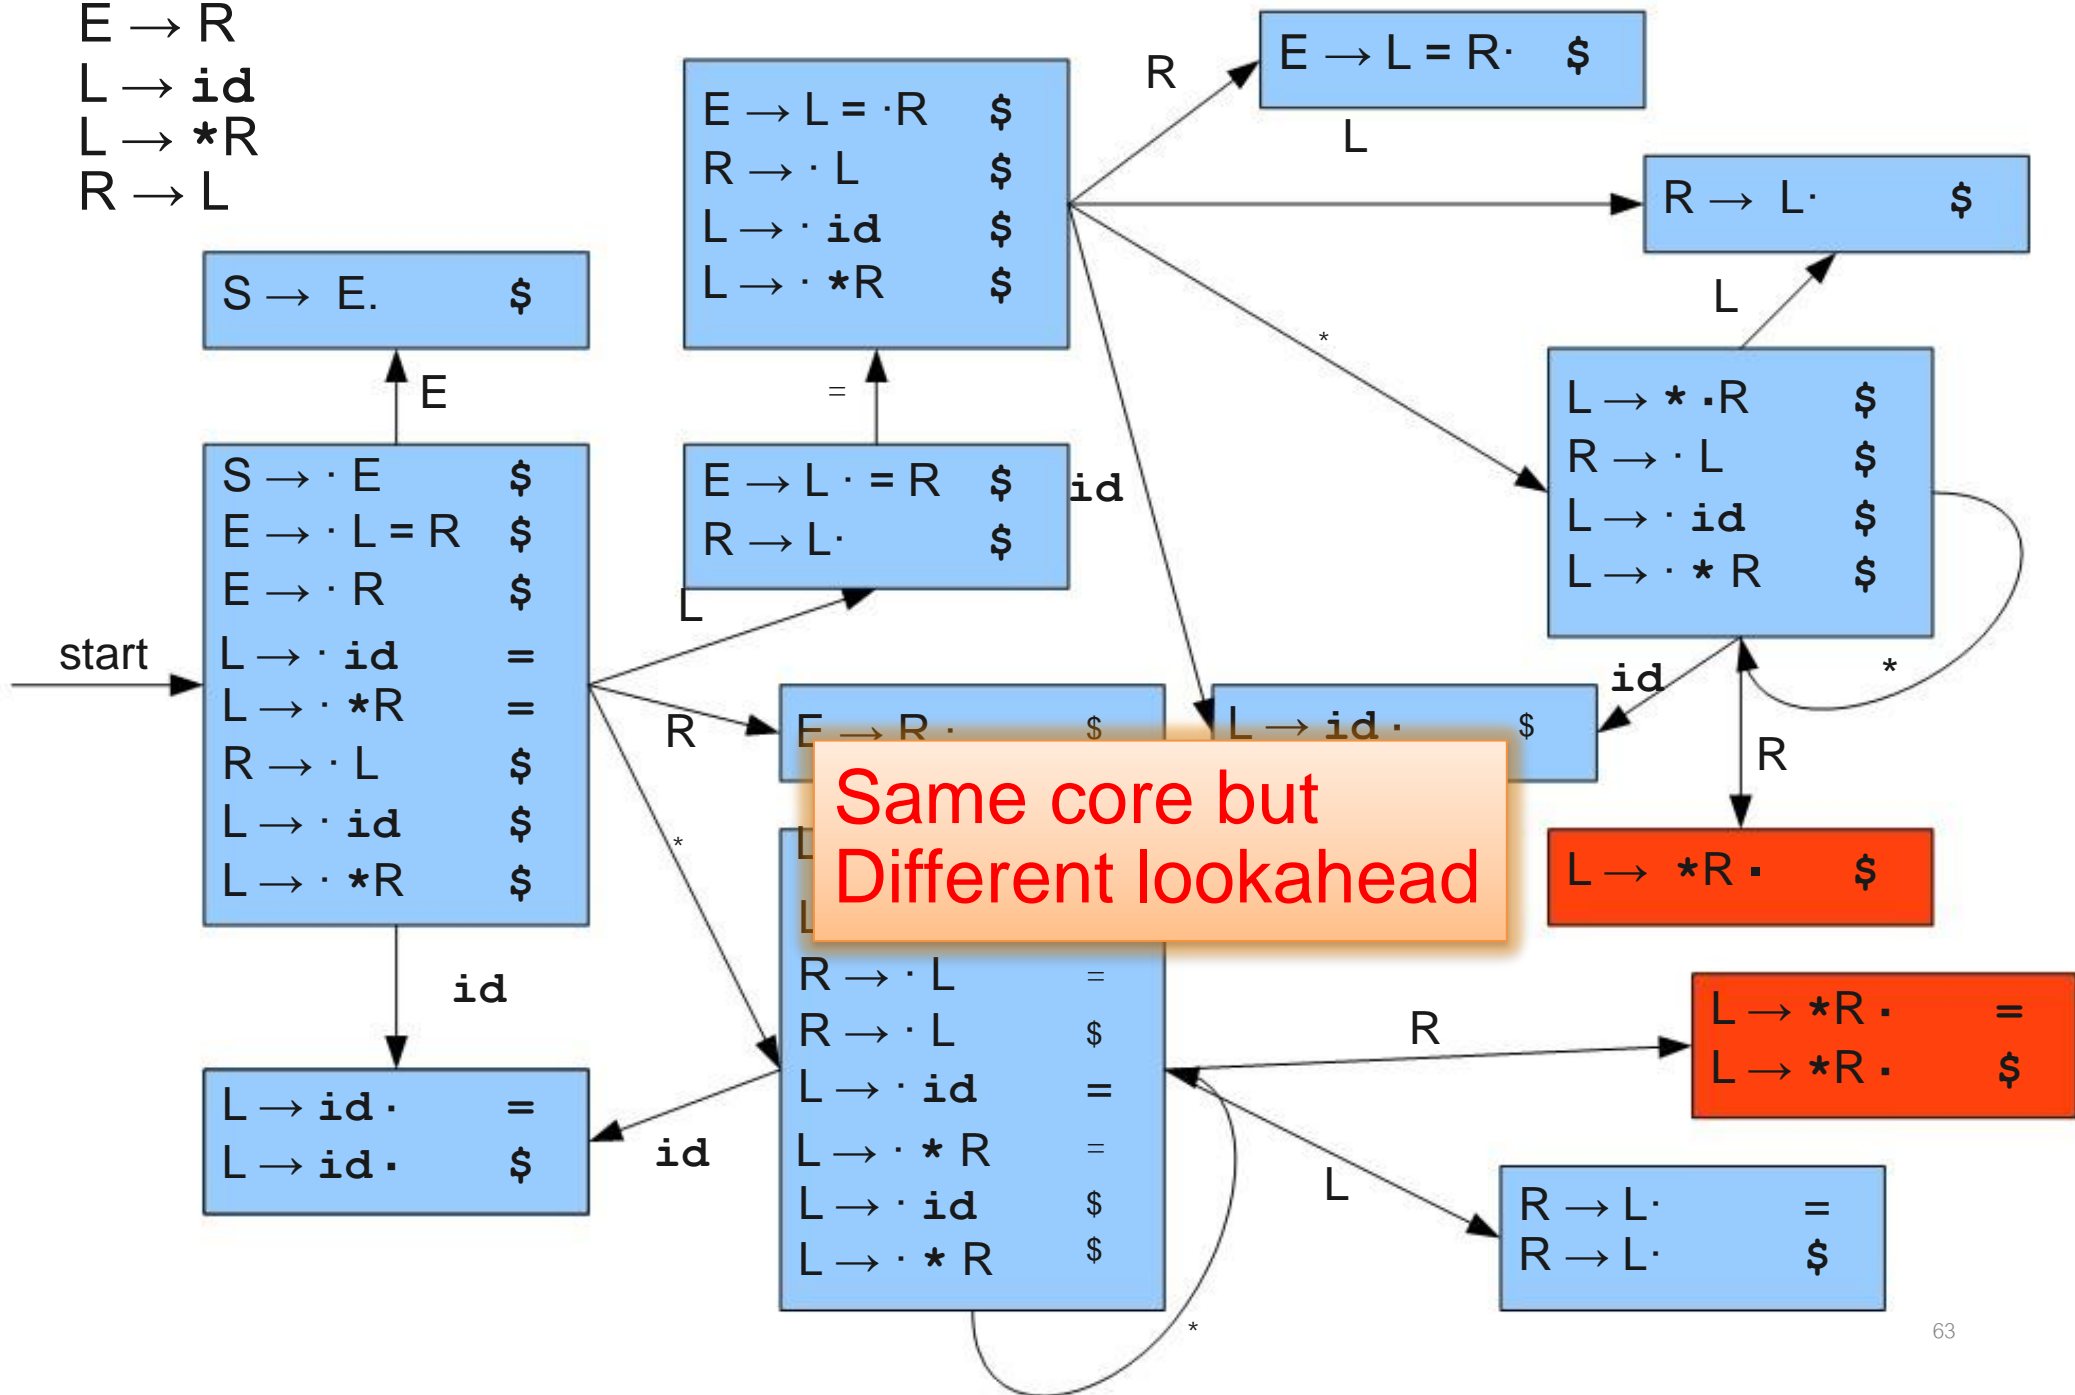 E → R
L → id
L → *R
R → L
S → E. $
E
S → · E $
E → · L = R $
E → · R $
L → · id =
L → · *R =
R → · L $
L → · id $
L → · *R $
start
id
L → id · =
L → id · $
E → L = ·R $
R → · L $
L → · id $
L → · *R $
=
E → L · = R $
R → L· $
L
R
*
id
E → R · $
Same core but
Different lookahead
R → · L =
R → · L $
L → · id =
L → · * R =
L → · id $
L → · * R $
*
id
R
E → L = R· $
L
R → L· $
*
id
L → id · $
L
L → * ·R $
R → · L $
L → · id $
L → · * R $
*
id
R
L → *R · $
R
L → *R · =
L → *R · $
L
R → L· =
R → L· $
63